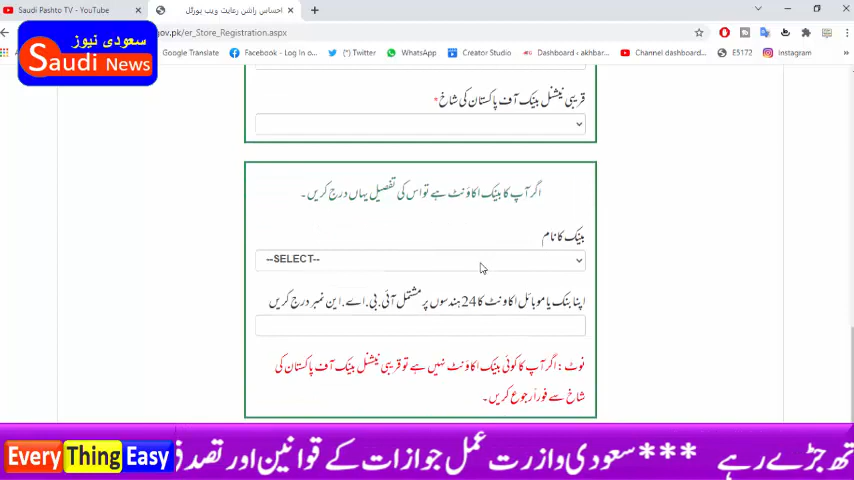 Saudi Pashto TV - YouTube
احساس راشن رعایت ویب پورٹل
gov.pk/er_Store_Registration.aspx
سعودی نیوز
Saudi News
Google Translate
Facebook - Log In o...
(*) Twitter
WhatsApp
Creator Studio
Dashboard ‹ akhbar...
Channel dashboard...
E5172
Instagram
قریبی نیشنل بینک آف پاکستان کی شاخ*
اگر آپ کا بینک اکاؤنٹ ہے تو اس کی تفصیل یہاں درج کریں۔
بینک کا نام
--SELECT--
اپنا بنک یا موبائل اکاونٹ کا 24 ہندسوں پر مشتمل آئی.بی.اے.این نمبر درج کریں
نوٹ : اگر آپ کا کوئی بینک اکاؤنٹ نہیں ہے تو قریبی نیشنل بینک آف پاکستان کی
شاخ سے فوراً رجوع کریں۔
Every Thing Easy
تھ جڑے رہے *** سعودی وزارت عمل جوازات کے قوانین اور تصدق